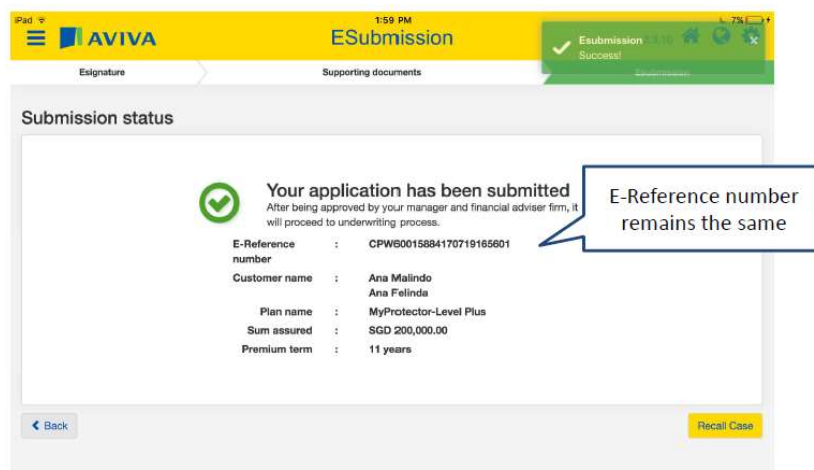 iPad 1:59 PM 7%
AVIVA ESubmission
Esubmission
Success!
Esignature Supporting documents Esubmission
Submission status
Your application has been submitted
After being approved by your manager and financial adviser firm, it
will proceed to underwriting process.
E-Reference number : CPW60015884170719165601
Customer name : Ana Malindo
Ana Felinda
Plan name : MyProtector-Level Plus
Sum assured : SGD 200,000.00
Premium term : 11 years
E-Reference number
remains the same
Back Recall Case